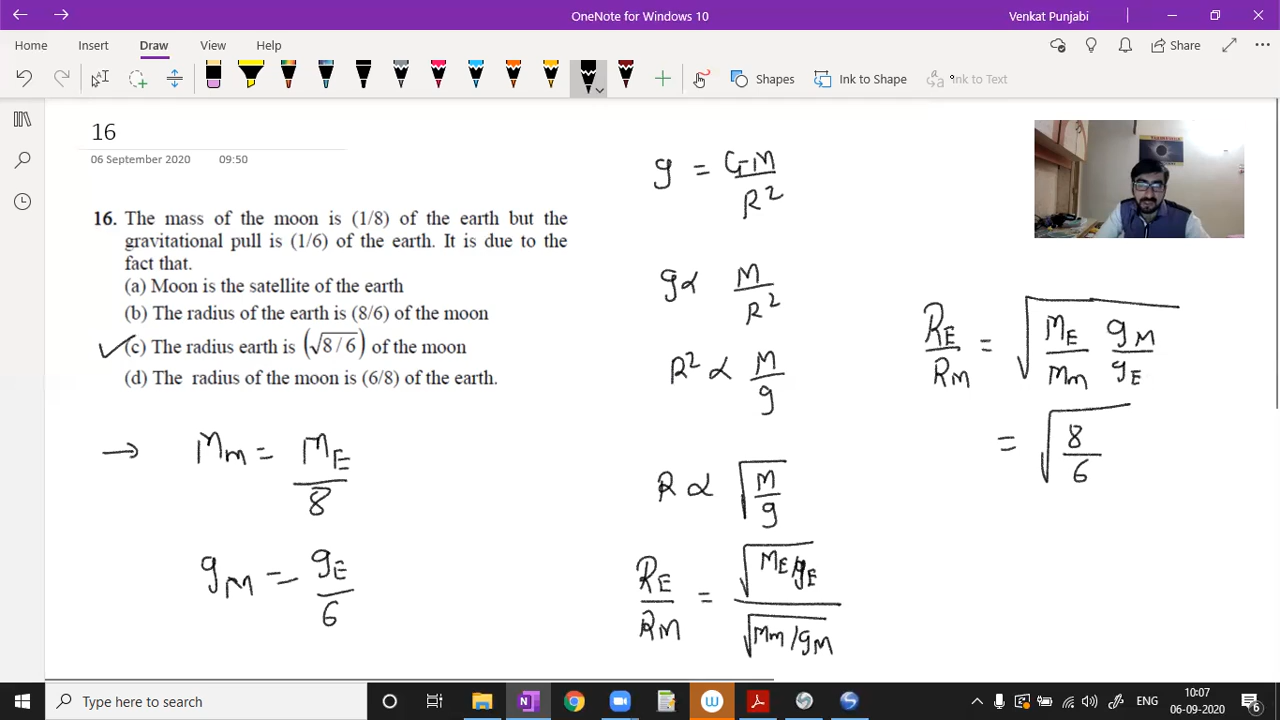 OneNote for Windows 10
Venkat Punjabi
Home Insert Draw View Help
Share
Shapes
Ink to Shape
Ink to Text
16
06 September 2020 09:50
16. The mass of the moon is (1/8) of the earth but the
gravitational pull is (1/6) of the earth. It is due to the
fact that.
(a) Moon is the satellite of the earth
(b) The radius of the earth is (8/6) of the moon
(c) The radius earth is (√8 / 6) of the moon
(d) The radius of the moon is (6/8) of the earth.
→ Mm = ME/8
gM = gE/6
g = GM/R²
g ∝ M/R²
R² ∝ M/g
R ∝ √(M/g)
RE/RM = √(ME/gE) / √(Mm/gM)
RE/RM = √(ME/Mm gM/gE)
= √(8/6)
Type here to search
ENG
10:07
06-09-2020
6